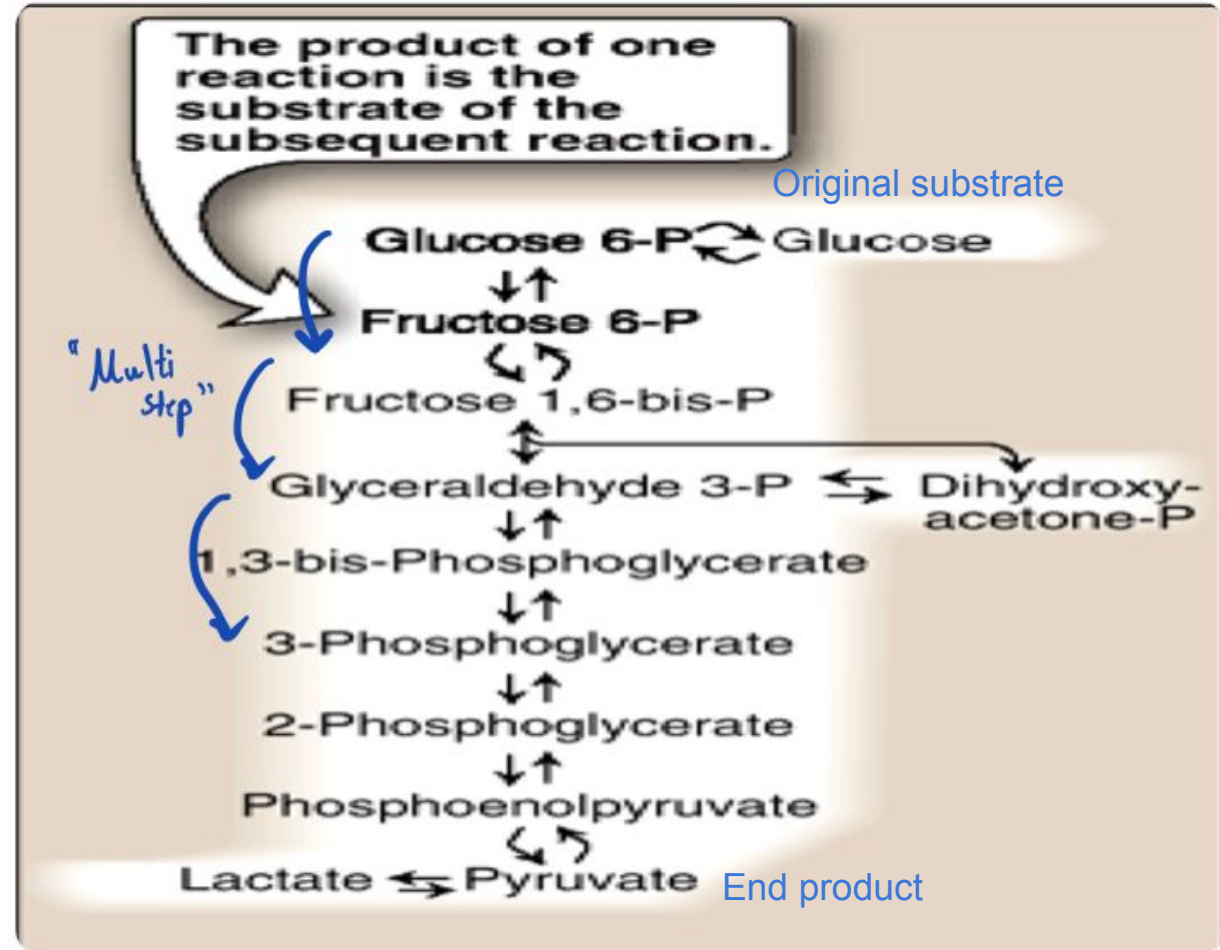 The product of one
reaction is the
substrate of the
subsequent reaction.
Original substrate
Glucose 6-P Glucose
Fructose 6-P
"Multi
step"
Fructose 1,6-bis-P
Glyceraldehyde 3-P Dihydroxy-
acetone-P
1,3-bis-Phosphoglycerate
3-Phosphoglycerate
2-Phosphoglycerate
Phosphoenolpyruvate
Lactate Pyruvate End product